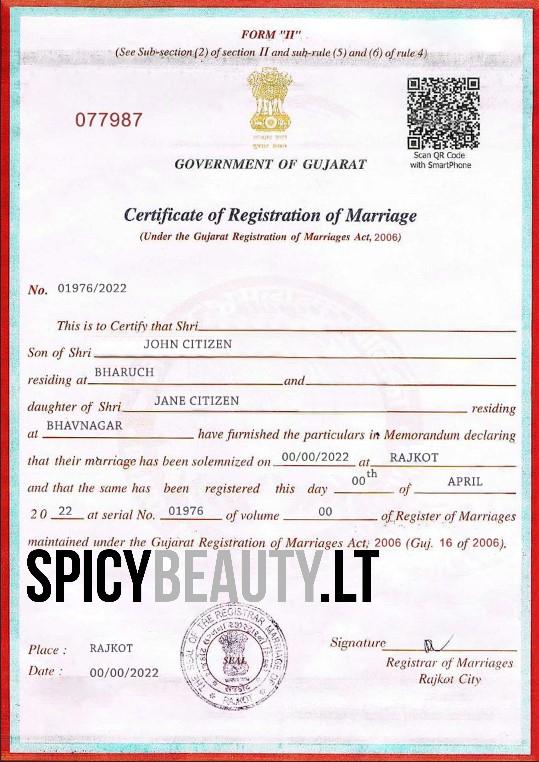 FORM "II"
(See Sub-section (2) of section II and sub-rule (5) and (6) of rule 4)
077987
Scan QR Code
with SmartPhone
GOVERNMENT OF GUJARAT
Certificate of Registration of Marriage
(Under the Gujarat Registration of Marriages Act, 2006)
No. 01976/2022
This is to Certify that Shri
Son of Shri JOHN CITIZEN
residing at BHARUCH and
daughter of Shri JANE CITIZEN residing
at BHAVNAGAR have furnished the particulars in Memorandum declaring
that their marriage has been solemnized on 00/00/2022 at RAJKOT
and that the same has been registered this day 00th of APRIL
20 22 at serial No. 01976 of volume 00 of Register of Marriages
maintained under the Gujarat Registration of Marriages Act; 2006 (Guj. 16 of 2006).
SPICYBEAUTY.LT
THE SEAL OF THE REGISTRAR MARRIAGE OF
SEAL
RAJKOT
Place : RAJKOT
Date : 00/00/2022
Signature
Registrar of Marriages
Rajkot City